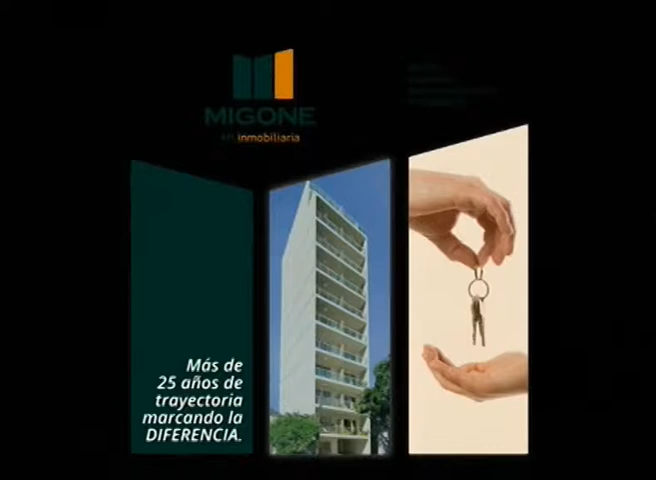 MIGONE
inmobiliaria
Más de
25 años de
trayectoria
marcando la
DIFERENCIA.